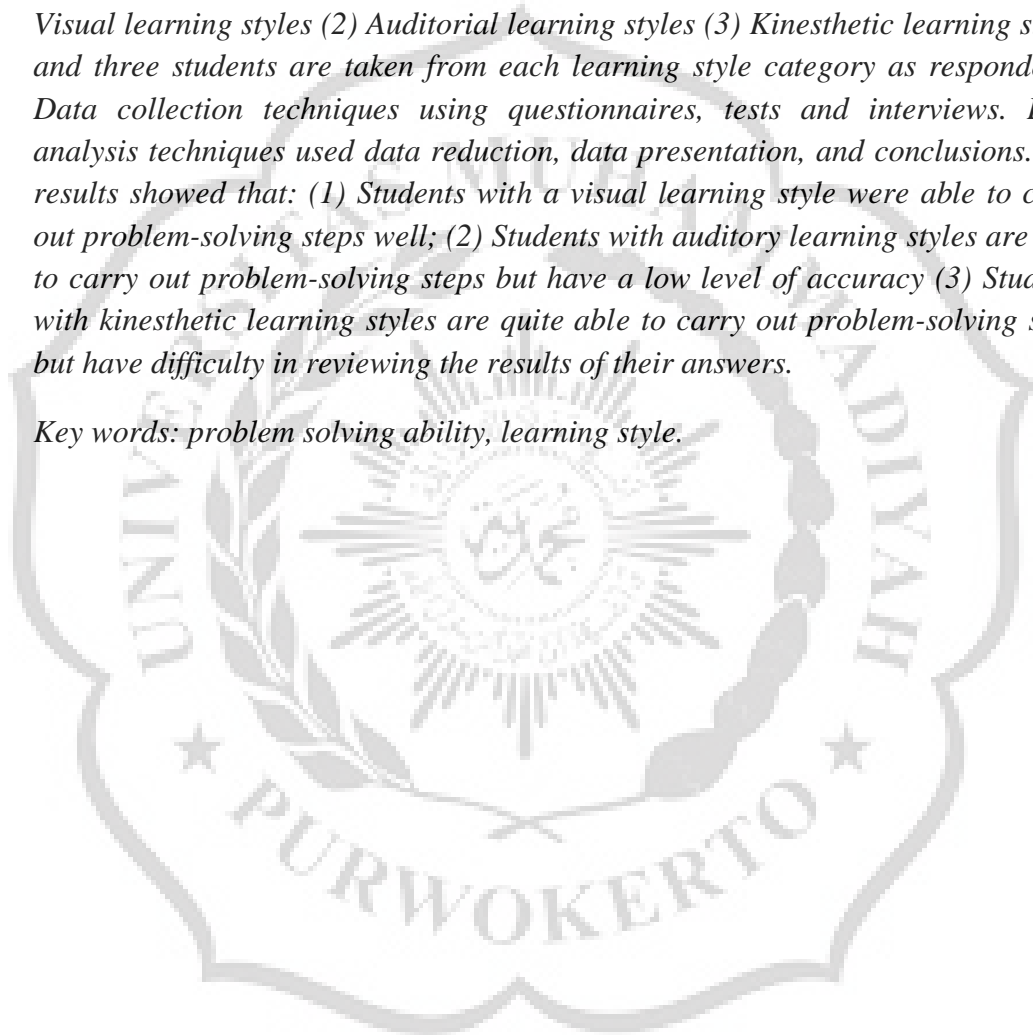 Visual learning styles (2) Auditorial learning styles (3) Kinesthetic learning s
and three students are taken from each learning style category as respond
Data collection techniques using questionnaires, tests and interviews.
analysis techniques used data reduction, data presentation, and conclusions.
results showed that: (1) Students with a visual learning style were able to c
out problem-solving steps well; (2) Students with auditory learning styles are
to carry out problem-solving steps but have a low level of accuracy (3) Stud
with kinesthetic learning styles are quite able to carry out problem-solving s
but have difficulty in reviewing the results of their answers.
Key words: problem solving ability, learning style.
UNIVERSITAS MUHAMMADIYAH
★ PURWOKERTO ★